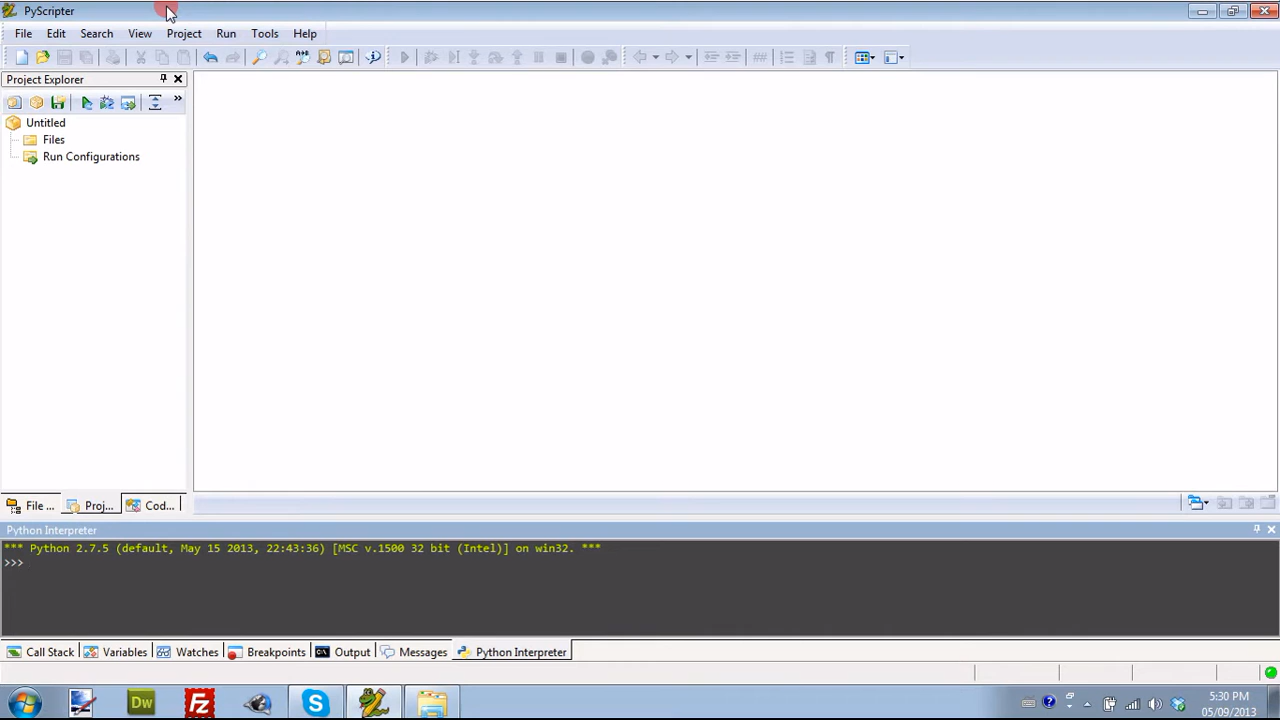 PyScripter
File Edit Search View Project Run Tools Help
Project Explorer
Untitled
Files
Run Configurations
File ... Proj... Cod...
Python Interpreter
*** Python 2.7.5 (default, May 15 2013, 22:43:36) [MSC v.1500 32 bit (Intel)] on win32. ***
>>>
Call Stack Variables Watches Breakpoints Output Messages Python Interpreter
Dw Fz
5:30 PM
05/09/2013